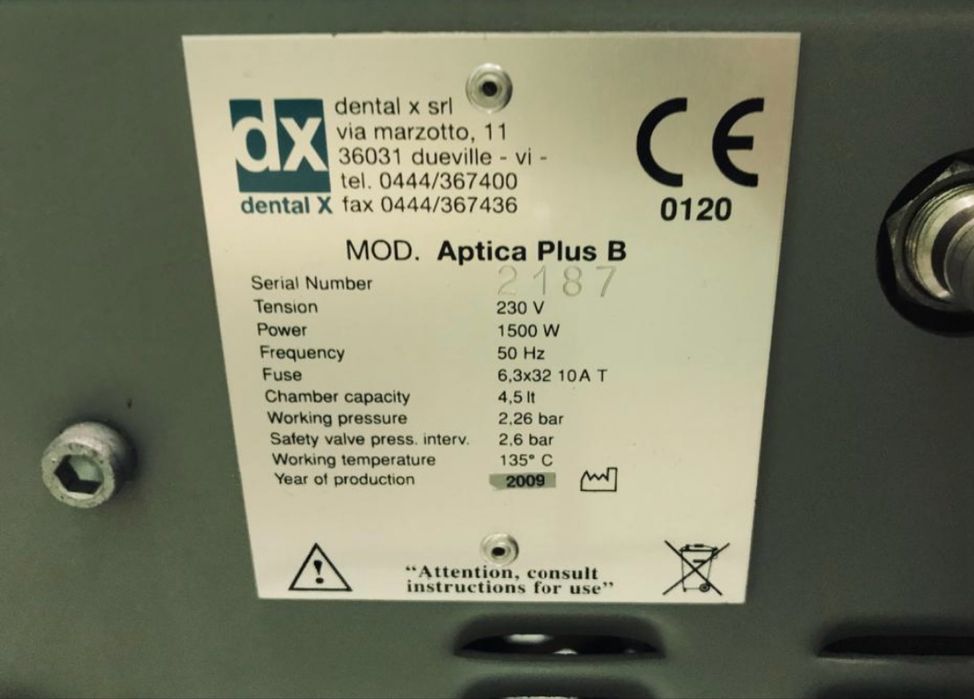 dx
dental X
dental x srl
via marzotto, 11
36031 dueville - vi -
tel. 0444/367400
fax 0444/367436
CE
0120
MOD. Aptica Plus B
Serial Number 2187
Tension 230 V
Power 1500 W
Frequency 50 Hz
Fuse 6,3x32 10A T
Chamber capacity 4,5 lt
Working pressure 2,26 bar
Safety valve press. interv. 2,6 bar
Working temperature 135° C
Year of production 2009
“Attention, consult
instructions for use”